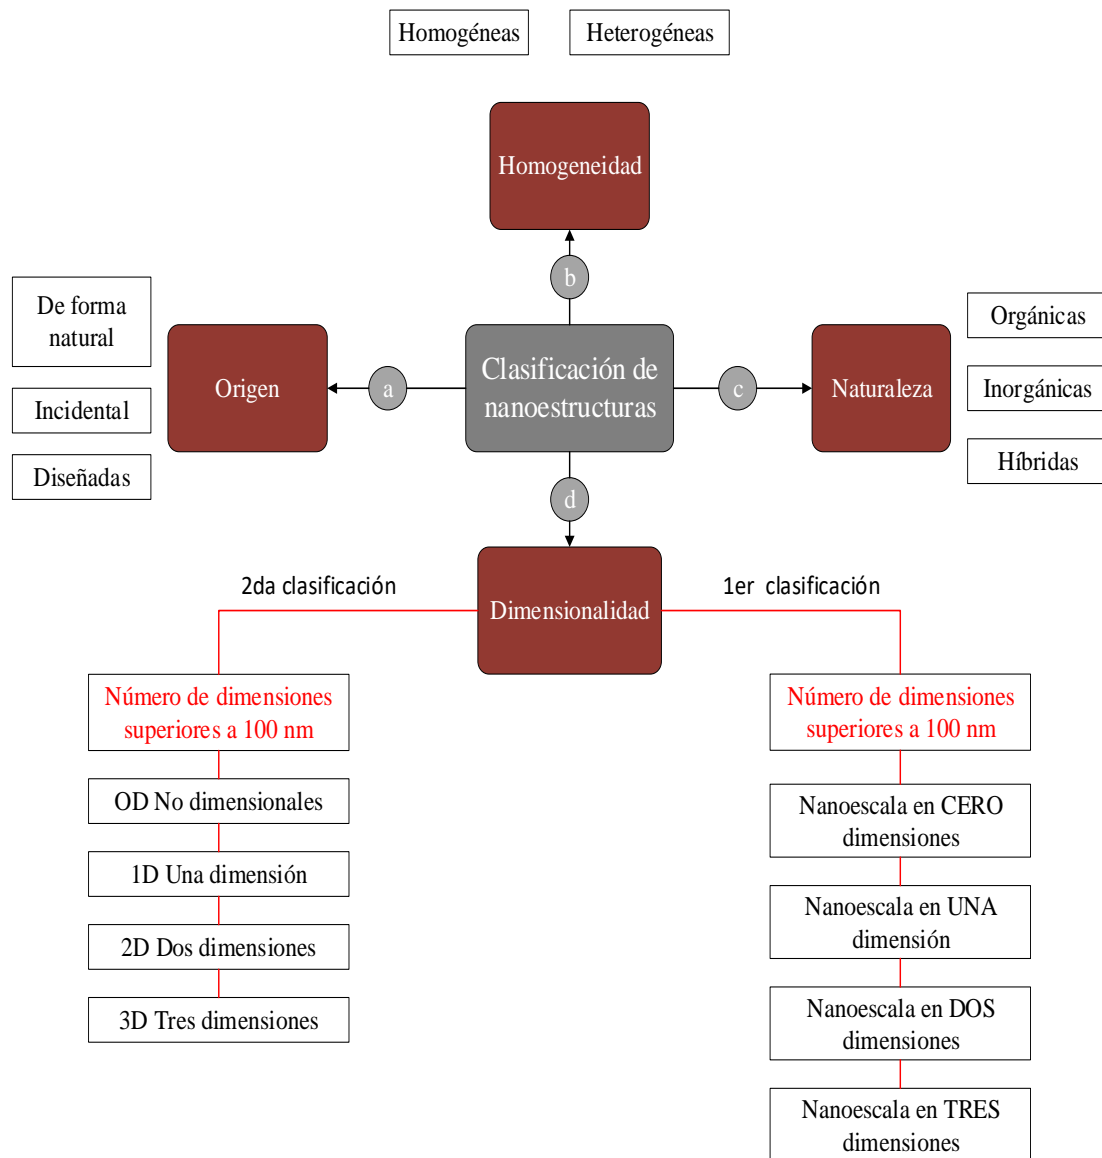 Homogéneas
Heterogéneas
Homogeneidad
b
De forma
natural
Incidental
Diseñadas
Origen
a
Clasificación de
nanoestructuras
c
Naturaleza
Orgánicas
Inorgánicas
Híbridas
d
Dimensionalidad
2da clasificación
Número de dimensiones
superiores a 100 nm
OD No dimensionales
1D Una dimensión
2D Dos dimensiones
3D Tres dimensiones
1er clasificación
Número de dimensiones
superiores a 100 nm
Nanoescala en CERO
dimensiones
Nanoescala en UNA
dimensión
Nanoescala en DOS
dimensiones
Nanoescala en TRES
dimensiones